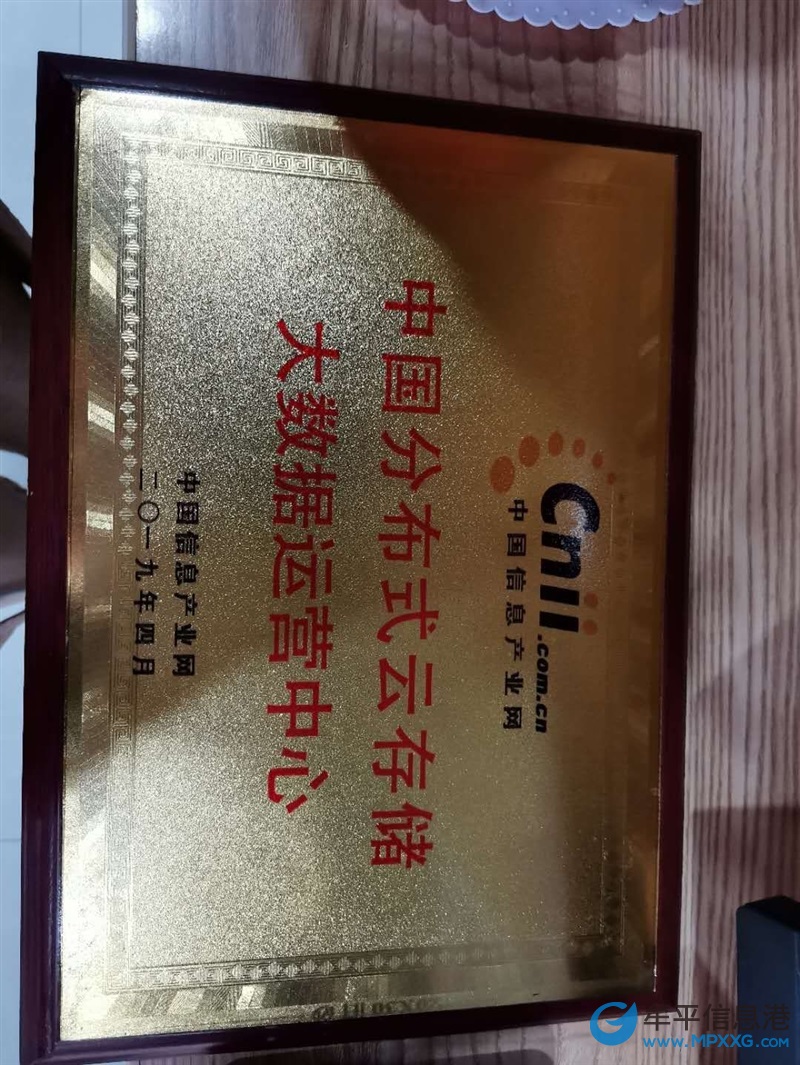 Cnii.com.cn
中国信息产业网
中国分布式云存储
大数据运营中心
中国信息产业网
二〇一九年四月
牟平信息港
www.MPXXG.com